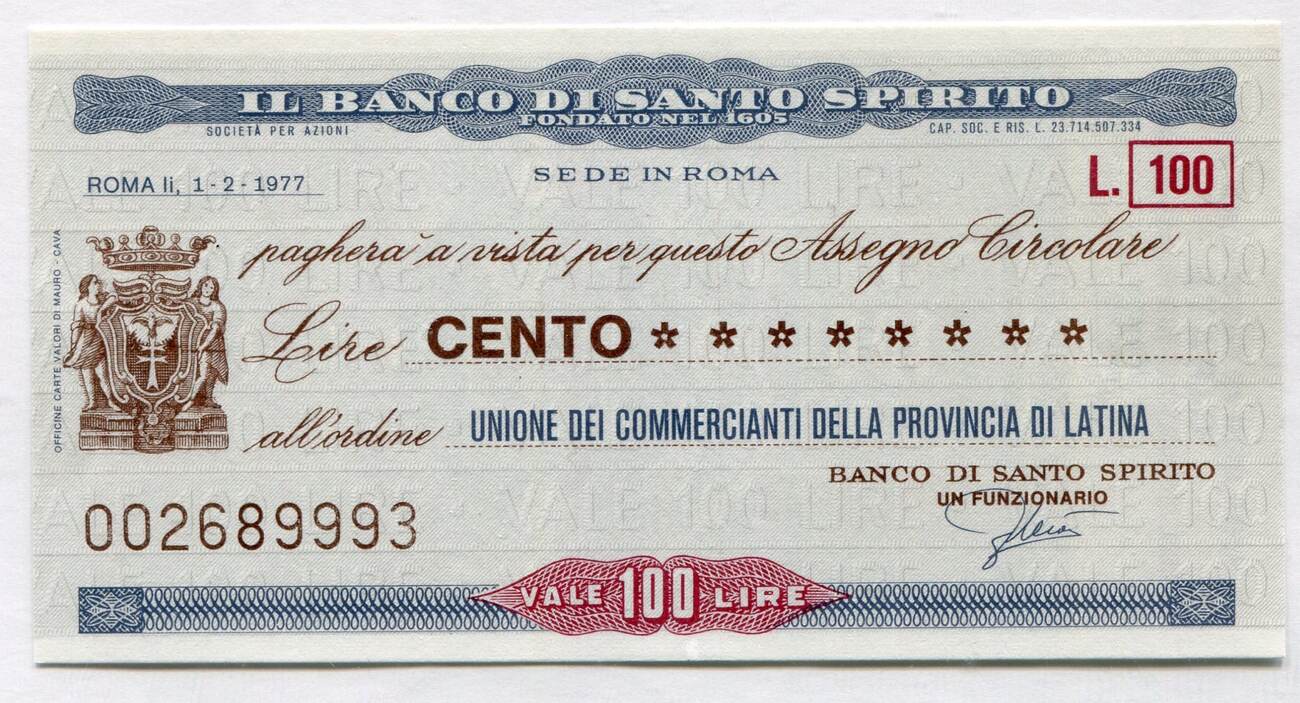 IL BANCO DI SANTO SPIRITO
FONDATO NEL 1605
SOCIETÀ PER AZIONI
CAP. SOC. E RIS. L. 23.714.507.334
SEDE IN ROMA
ROMA li, 1-2-1977
L. 100
pagherà a vista per questo Assegno Circolare
Lire CENTO * * * * * * * *
all'ordine UNIONE DEI COMMERCIANTI DELLA PROVINCIA DI LATINA
BANCO DI SANTO SPIRITO
UN FUNZIONARIO
002689993
VALE 100 LIRE
OFFICINE CARTE VALORI DI MAURO - CAVA